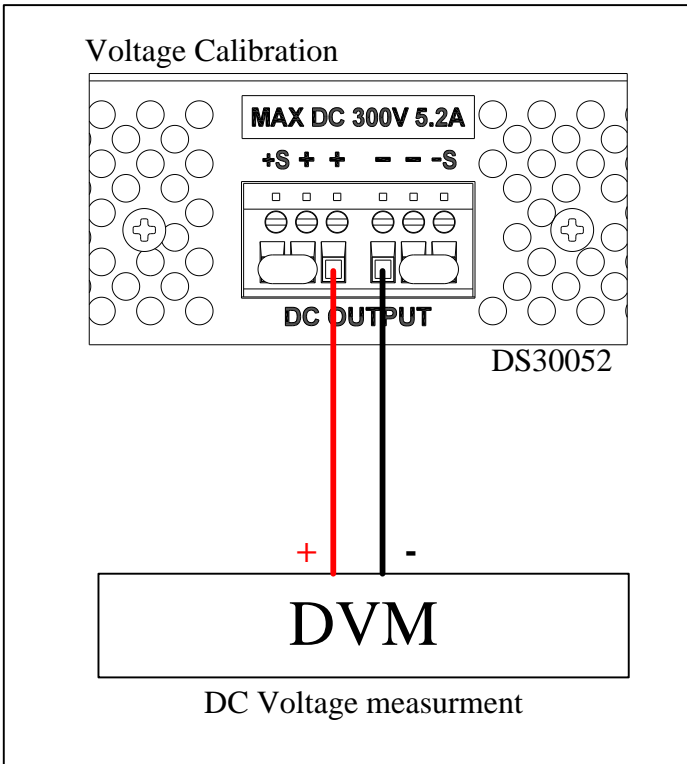 Voltage Calibration
MAX DC 300V 5.2A
+S + + - - -S
DC OUTPUT
DS30052
+ -
DVM
DC Voltage measurment